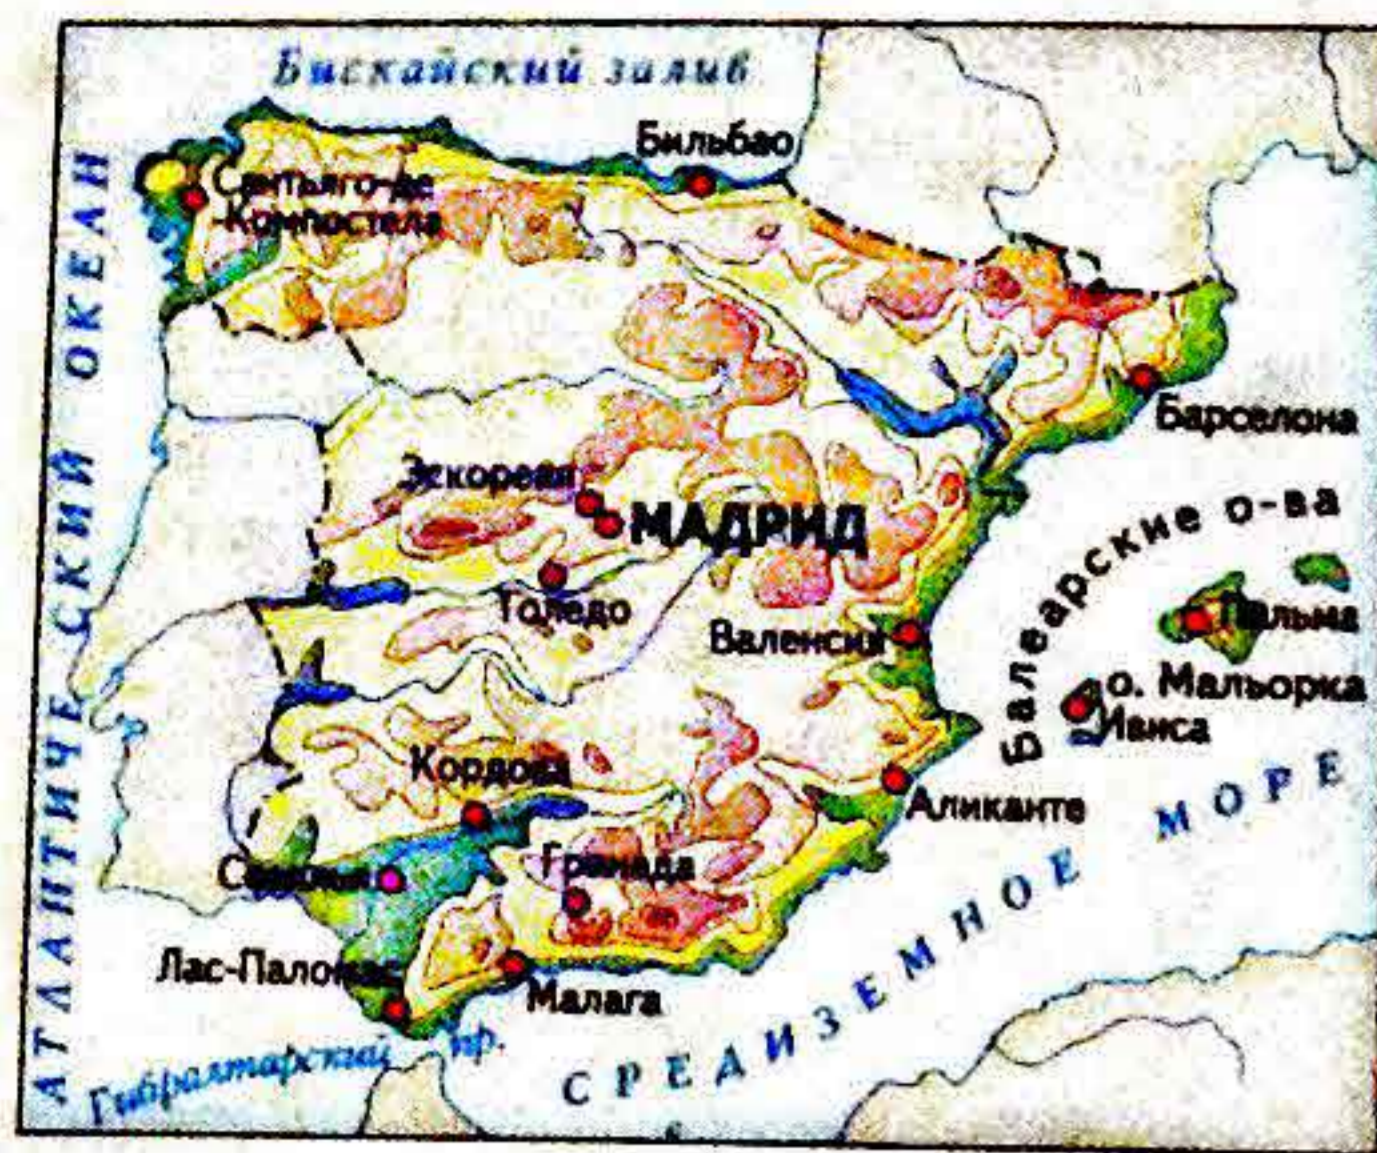 Бискайский залив
Бильбао
Сантьяго-де
-Компостела
АТЛАНТИЧЕСКИЙ ОКЕАН
Барселона
Эскореал
МАДРИД
Толедо
Валенсия
Балеарские о-ва
Пальма
о. Мальорка
Ивиса
Кордова
Аликанте
Гранада
Лас-Паломас
Малага
Гибралтарский пр.
СРЕДИЗЕМНОЕ МОРЕ